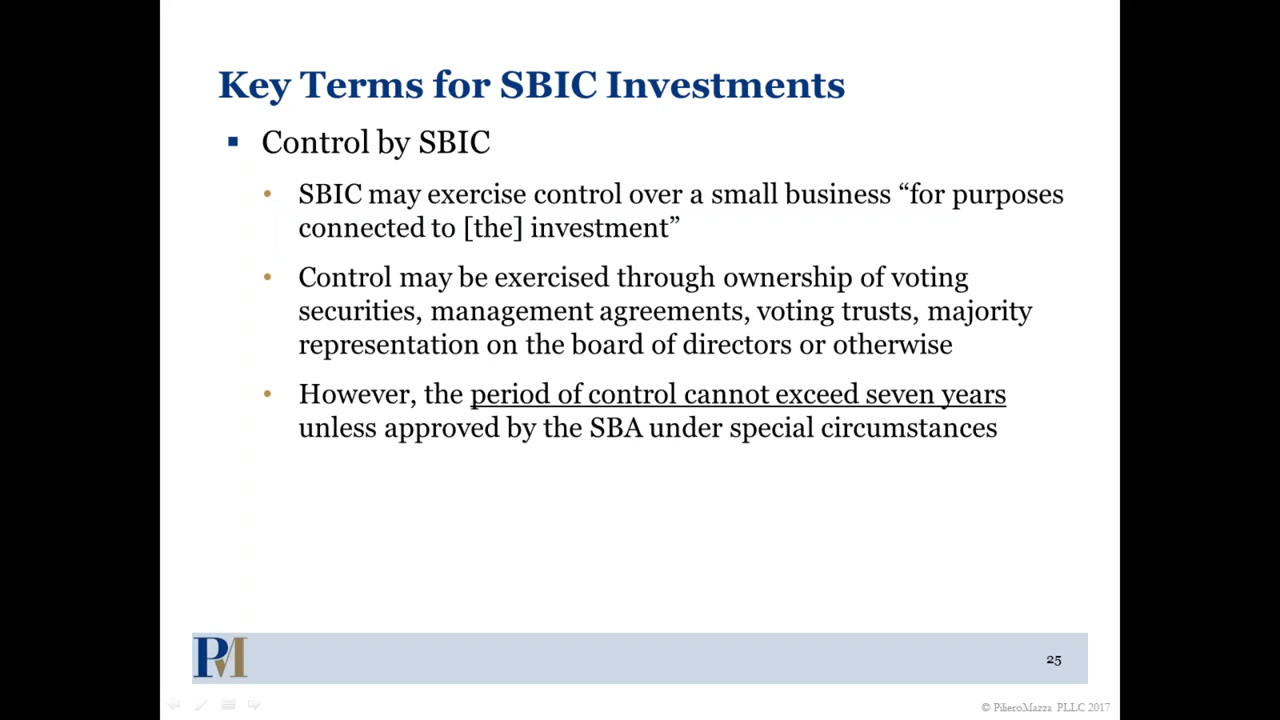 Key Terms for SBIC Investments
▪ Control by SBIC
• SBIC may exercise control over a small business “for purposes
connected to [the] investment”
• Control may be exercised through ownership of voting
securities, management agreements, voting trusts, majority
representation on the board of directors or otherwise
• However, the period of control cannot exceed seven years
unless approved by the SBA under special circumstances
PM
25
© PilieroMazza PLLC 2017